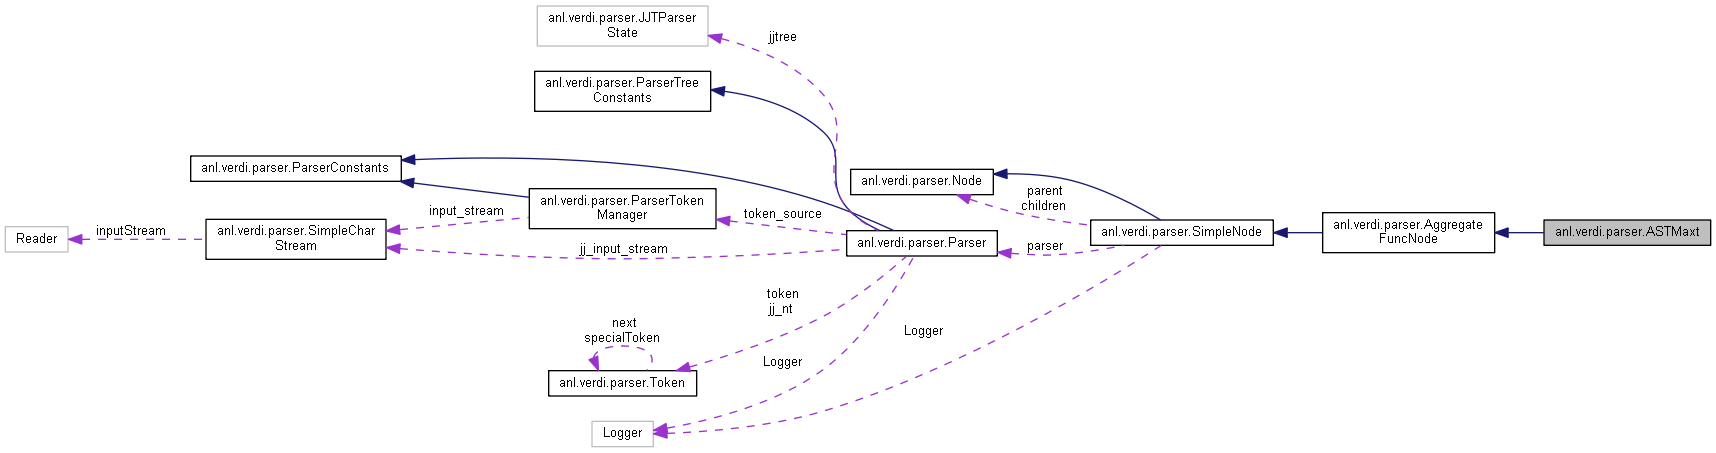 anl.verdi.parser.JJTParser
State
jjtree
anl.verdi.parser.ParserTree
Constants
anl.verdi.parser.ParserConstants
anl.verdi.parser.Node
parent
children
anl.verdi.parser.ParserToken
Manager
input_stream
token_source
Reader
inputStream
anl.verdi.parser.SimpleChar
Stream
jj_input_stream
anl.verdi.parser.Parser
parser
anl.verdi.parser.SimpleNode
anl.verdi.parser.Aggregate
FuncNode
anl.verdi.parser.ASTMaxt
token
jj_nt
next
specialToken
Logger
Logger
anl.verdi.parser.Token
Logger